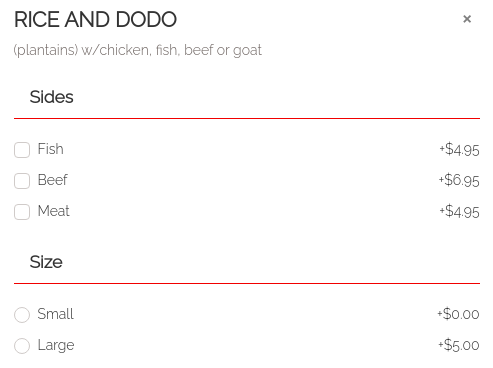 RICE AND DODO
×
(plantains) w/chicken, fish, beef or goat
Sides
Fish +$4.95
Beef +$6.95
Meat +$4.95
Size
Small +$0.00
Large +$5.00